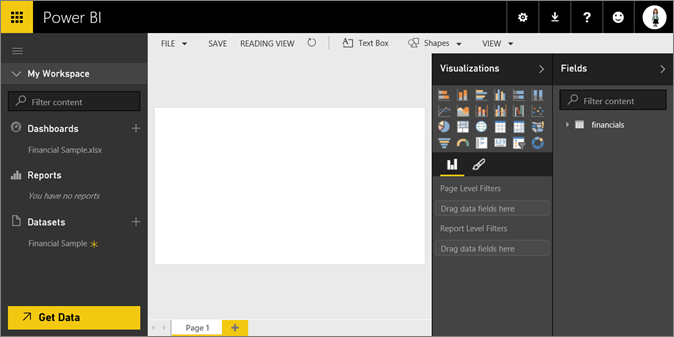 Power BI
?
FILE SAVE READING VIEW Text Box Shapes VIEW
My Workspace
Filter content
Dashboards
Financial Sample.xlsx
Reports
You have no reports
Datasets
Financial Sample
Get Data
Page 1
Visualizations
Page Level Filters
Drag data fields here
Report Level Filters
Drag data fields here
Fields
Filter content
financials